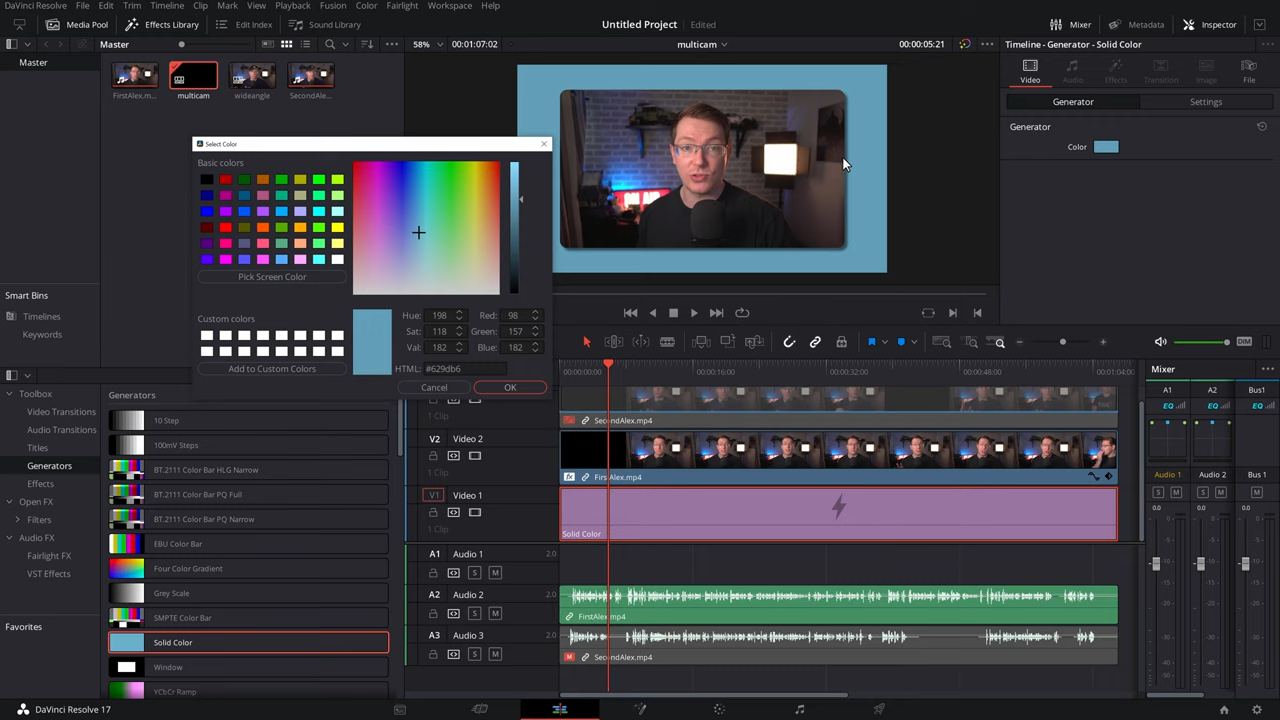 DaVinci Resolve File Edit Trim Timeline Clip Mark View Playback Fusion Color Fairlight Workspace Help
Media Pool Effects Library Edit Index Sound Library Untitled Project Edited Mixer Metadata Inspector
Master 58% 00:01:07:02 multicam 00:00:05:21 Timeline - Generator - Solid Color
Master
FirstAlex.m... multicam wideangle SecondAle...
Video Audio Effects Transition Image File
Generator Settings
Generator
Color
Select Color
Basic colors
Pick Screen Color
Custom colors
Add to Custom Colors
Hue: 198 Red: 98
Sat: 118 Green: 157
Val: 182 Blue: 182
HTML: #629db6
Cancel OK
ON AIR
Smart Bins
Timelines
Keywords
DIM
Toolbox
Video Transitions
Audio Transitions
Titles
Generators
Effects
Open FX
Filters
Audio FX
Fairlight FX
VST Effects
Favorites
Generators
10 Step
100mV Steps
BT.2111 Color Bar HLG Narrow
BT.2111 Color Bar PQ Full
BT.2111 Color Bar PQ Narrow
EBU Color Bar
Four Color Gradient
Grey Scale
SMPTE Color Bar
Solid Color
Window
YCbCr Ramp
00:00:00:00 00:00:16:00 00:00:32:00 00:00:48:00 00:01:04:00
1 Clip SecondAlex.mp4
V2 Video 2
1 Clip FirstAlex.mp4
V1 Video 1
1 Clip Solid Color
A1 Audio 1 2.0
S M
A2 Audio 2 2.0
S M FirstAlex.mp4
A3 Audio 3 2.0
S M M SecondAlex.mp4
Mixer
A1 A2 Bus1
EQ EQ EQ
Audio 1 Audio 2 Bus 1
S M S M M
0.0 0.0 0.0
DaVinci Resolve 17